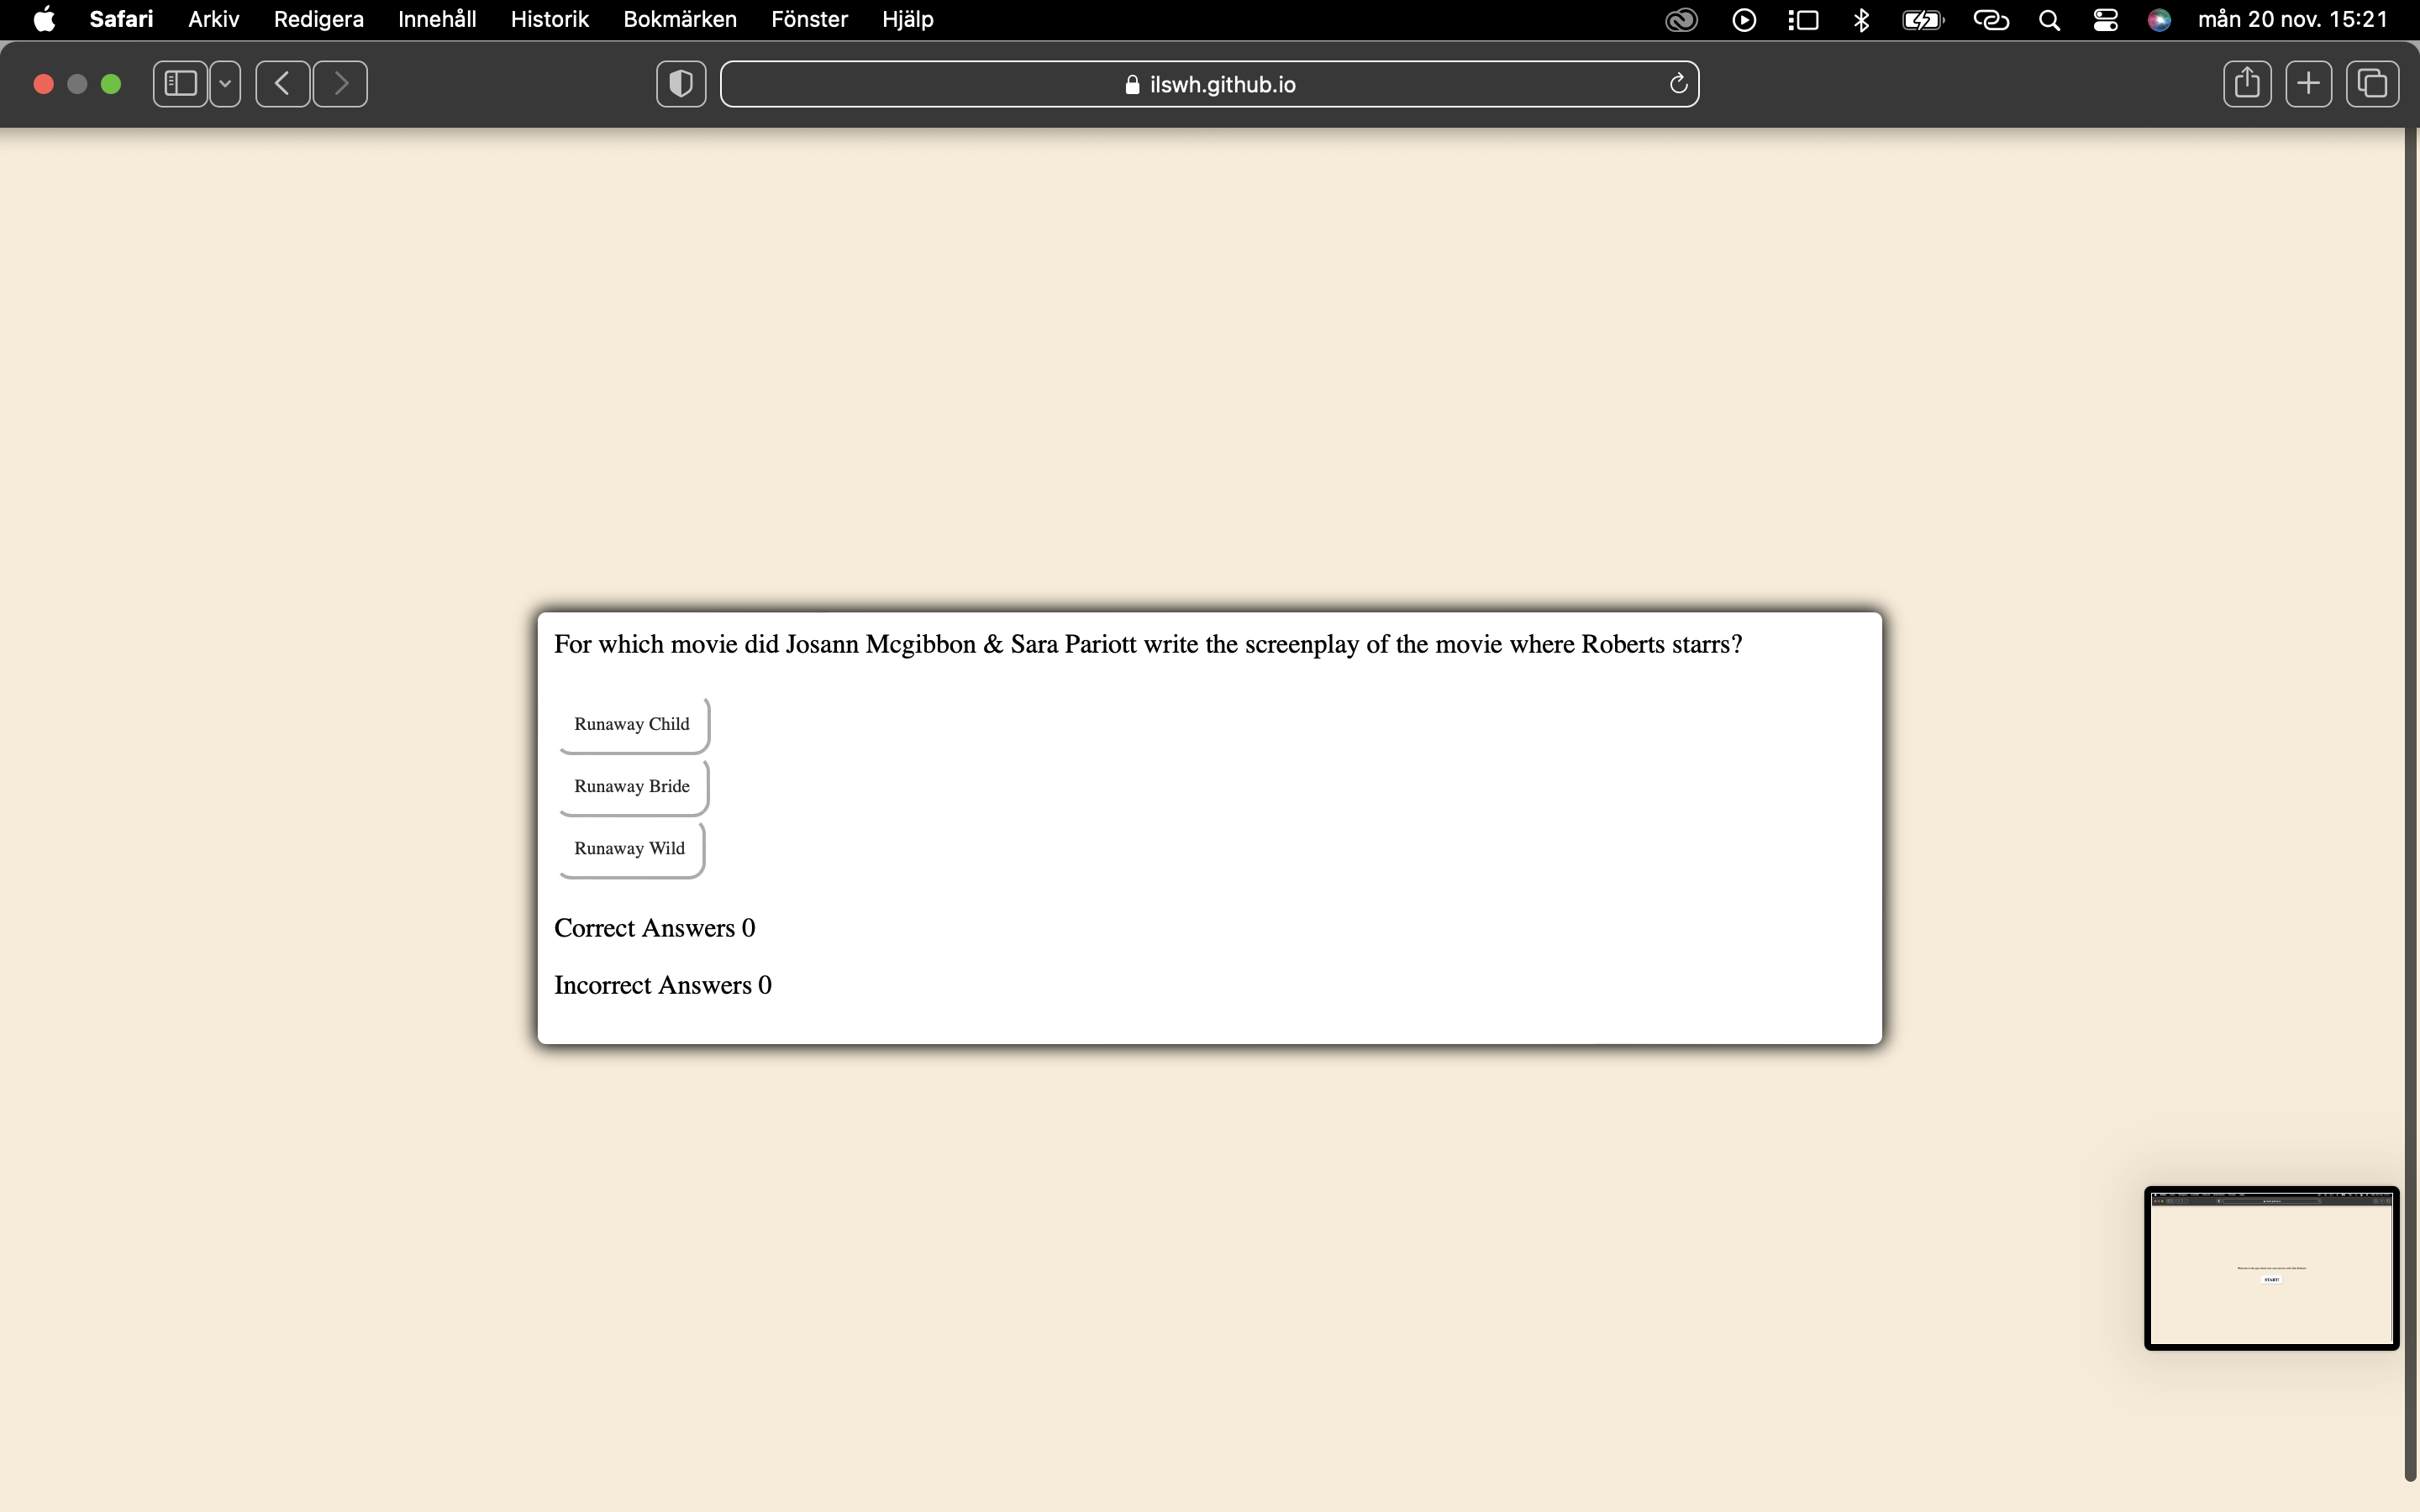 Safari Arkiv Redigera Innehåll Historik Bokmärken Fönster Hjälp mån 20 nov. 15:21
ilswh.github.io
For which movie did Josann Mcgibbon & Sara Pariott write the screenplay of the movie where Roberts starrs?
Runaway Child
Runaway Bride
Runaway Wild
Correct Answers 0
Incorrect Answers 0
START!